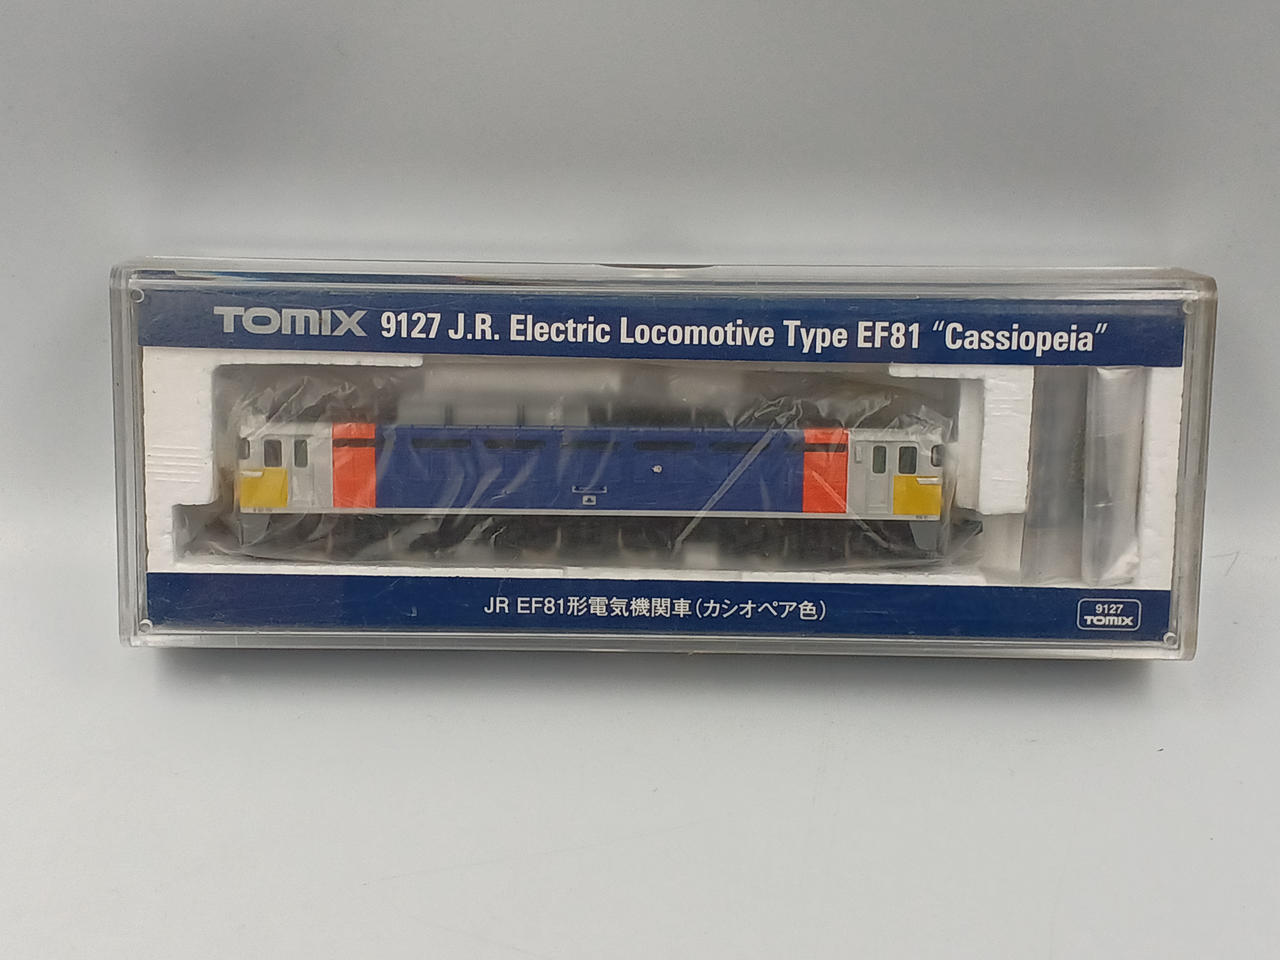 TOMIX 9127 J.R. Electric Locomotive Type EF81 “Cassiopeia”
JR EF81形電気機関車(カシオペア色)
9127
TOMIX